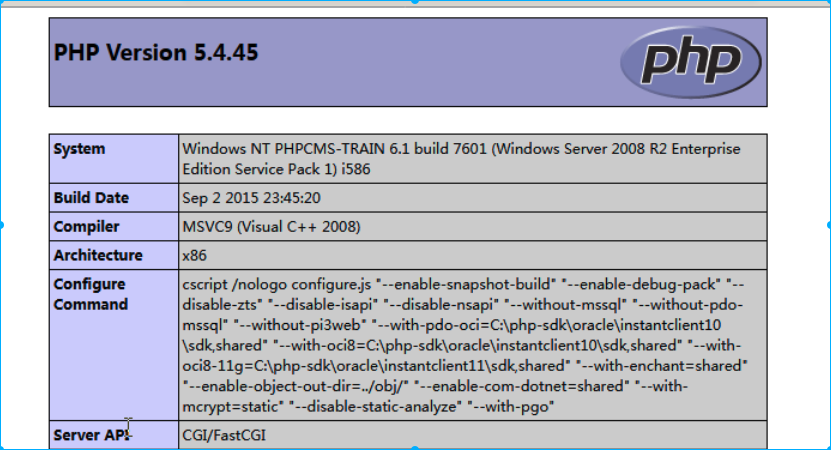 PHP Version 5.4.45
php
System
Windows NT PHPCMS-TRAIN 6.1 build 7601 (Windows Server 2008 R2 Enterprise
Edition Service Pack 1) i586
Build Date
Sep 2 2015 23:45:20
Compiler
MSVC9 (Visual C++ 2008)
Architecture
x86
Configure
Command
cscript /nologo configure.js "--enable-snapshot-build" "--enable-debug-pack" "--
disable-zts" "--disable-isapi" "--disable-nsapi" "--without-mssql" "--without-pdo-
mssql" "--without-pi3web" "--with-pdo-oci=C:\php-sdk\oracle\instantclient10
\sdk,shared" "--with-oci8=C:\php-sdk\oracle\instantclient10\sdk,shared" "--with-
oci8-11g=C:\php-sdk\oracle\instantclient11\sdk,shared" "--with-enchant=shared"
"--enable-object-out-dir=../obj/" "--enable-com-dotnet=shared" "--with-
mcrypt=static" "--disable-static-analyze" "--with-pgo"
Server API
CGI/FastCGI